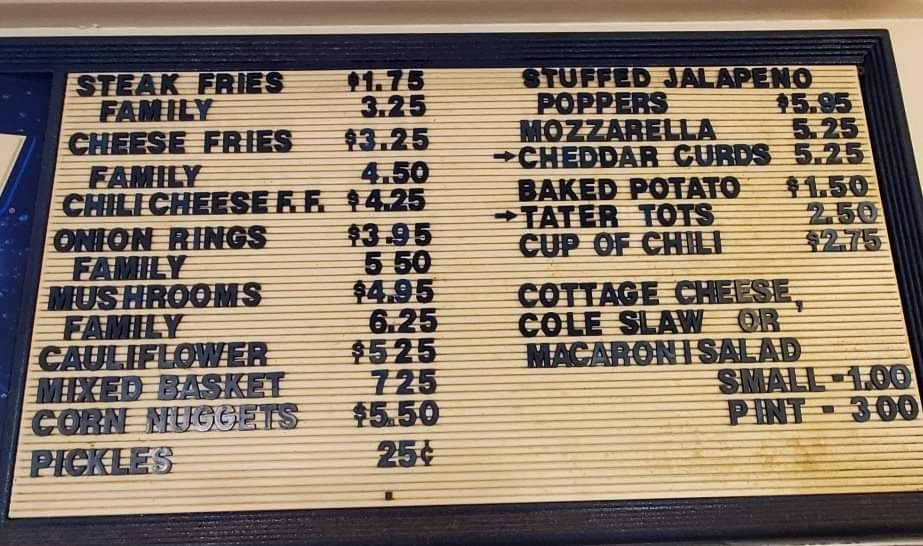 STEAK FRIES $1.75
FAMILY 3.25
CHEESE FRIES $3.25
FAMILY 4.50
CHILI CHEESE F.F. $4.25
ONION RINGS $3.95
FAMILY 5 50
MUSHROOMS $4.95
FAMILY 6.25
CAULIFLOWER $5 25
MIXED BASKET 7 25
CORN NUGGETS $5.50
PICKLES 25¢
STUFFED JALAPENO
POPPERS $5.95
MOZZARELLA 5.25
→CHEDDAR CURDS 5.25
BAKED POTATO $1.50
→TATER TOTS 2.50
CUP OF CHILI $2.75
COTTAGE CHEESE,
COLE SLAW OR
MACARONI SALAD
SMALL - 1.00
PINT - 3 00